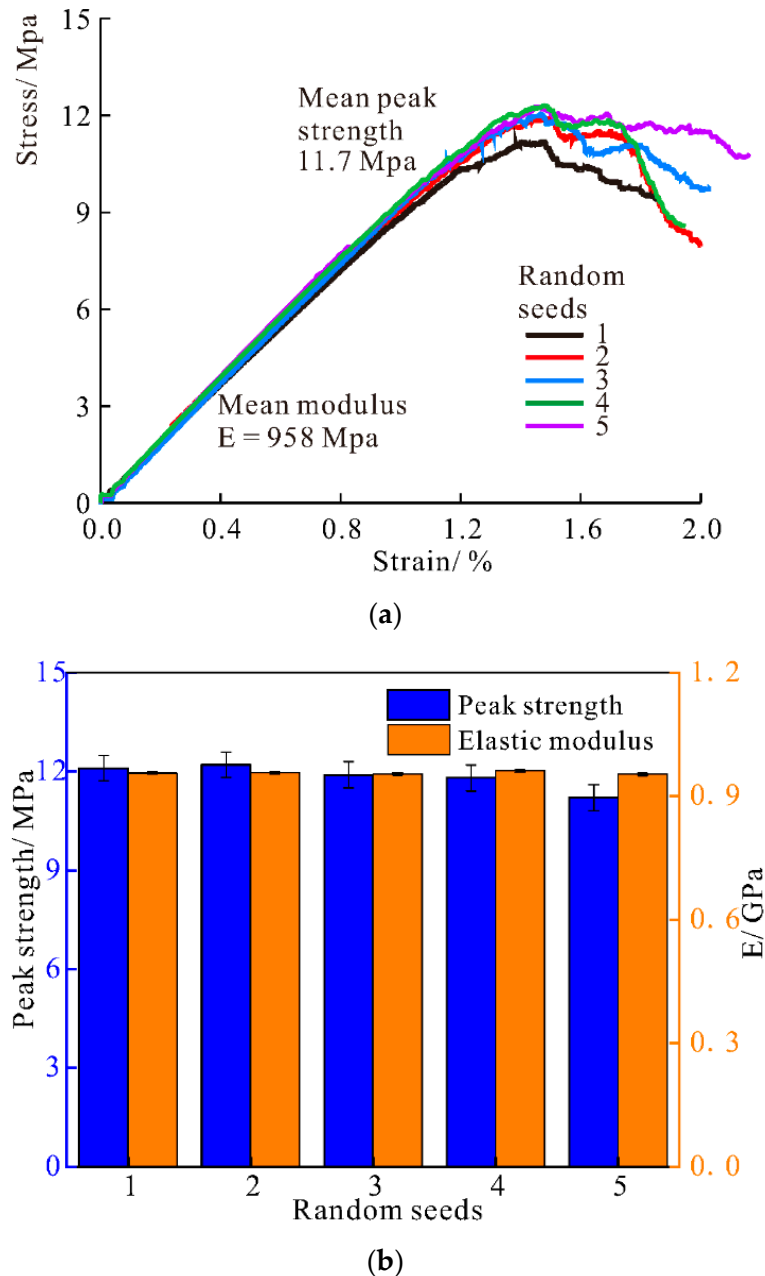 Stress/ Mpa
15
12
9
6
3
0
Mean peak
strength
11.7 Mpa
Random
seeds
1
2
3
4
5
Mean modulus
E = 958 Mpa
0.0 0.4 0.8 1.2 1.6 2.0
Strain/ %
(a)
Peak strength/ MPa
15
12
9
6
3
0
Peak strength
Elastic modulus
1.2
0.9
0.6
0.3
0.0
E/ GPa
1 2 3 4 5
Random seeds
(b)